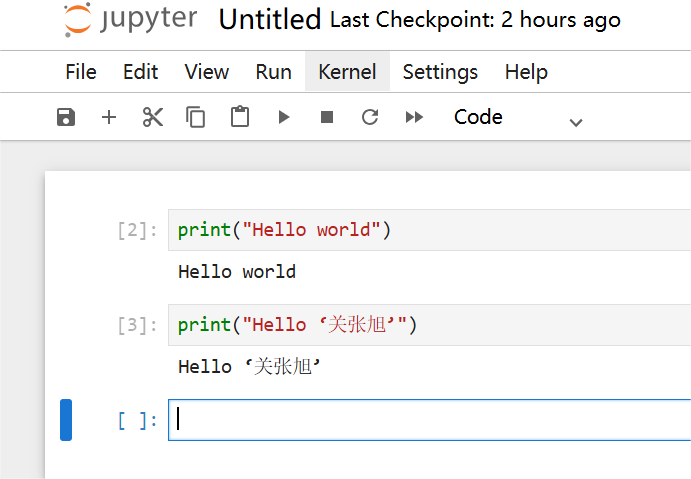 jupyter Untitled Last Checkpoint: 2 hours ago
File Edit View Run Kernel Settings Help
Code
[2]: print("Hello world")
Hello world
[3]: print("Hello ‘关张旭’")
Hello ‘关张旭’
[ ]: